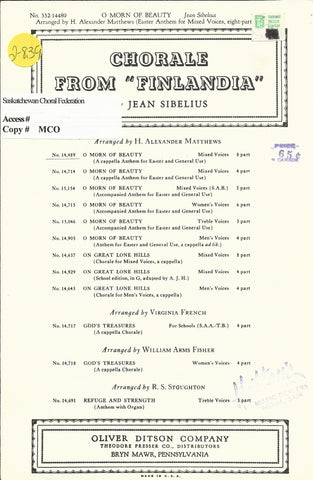 No. 332-14489 O MORN OF BEAUTY Jean Sibelius
Arranged by H. Alexander Matthews (Easter Anthem for Mixed Voices, eight-part
2-839
CHORALE
FROM "FINLANDIA"
JEAN SIBELIUS
Saskatchewan Choral Federation
Access #
Copy # MCO
PRICE
65¢
IN CANADA
Arranged by H. ALEXANDER MATTHEWS
No. 14,489 O MORN OF BEAUTY Mixed Voices 8 part
(A cappella Anthem for Easter and General Use)
No. 14,714 O MORN OF BEAUTY Mixed Voices 4 part
(A cappella Anthem for Easter and General Use)
No. 15,154 O MORN OF BEAUTY Mixed Voices (S.A.B.) 3 part
(Accompanied Anthem for Easter and General Use)
No. 14,715 O MORN OF BEAUTY Women's Voices 4 part
(Accompanied Anthem for Easter and General Use)
No. 15,086 O MORN OF BEAUTY Treble Voices 3 part
(Accompanied Anthem for Easter and General Use)
No. 14,905 O MORN OF BEAUTY Men's Voices 4 part
(Anthem for Easter and General Use, a cappella ad lib.)
No. 14,637 ON GREAT LONE HILLS Mixed Voices 8 part
(Chorale for Mixed Voices, a cappella)
No. 14,929 ON GREAT LONE HILLS Mixed Voices 4 part
(School edition, in G, adapted by A. J. H.)
No. 14,643 ON GREAT LONE HILLS Men's Voices 4 part
(Chorale for Men's Voices, a cappella)
Arranged by VIRGINIA FRENCH
No. 14,717 GOD'S TREASURES For Schools (S.A.A.-T.B.) 4 part
(A cappella Chorale)
Arranged by WILLIAM ARMS FISHER
No. 14,718 GOD'S TREASURES Women's Voices 4 part
(A cappella Chorale)
Arranged by R. S. STOUGHTON
No. 14,691 REFUGE AND STRENGTH Treble Voices 3 part
(Anthem with Organ)
OLIVER DITSON COMPANY
THEODORE PRESSER CO., DISTRIBUTORS
BRYN MAWR, PENNSYLVANIA
MADE IN U.S.A.